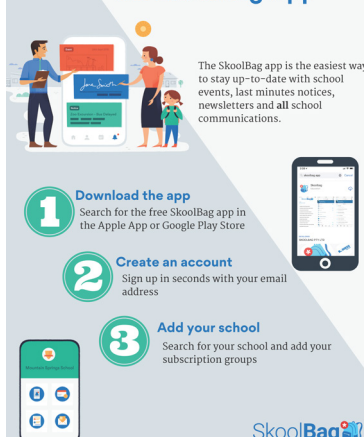 The SkoolBag app is the easiest way
to stay up-to-date with school
events, last minutes notices,
newsletters and all school
communications.
1
Download the app
Search for the free SkoolBag app in
the Apple App or Google Play Store
2
Create an account
Sign up in seconds with your email
address
3
Add your school
Search for your school and add your
subscription groups
SkoolBag